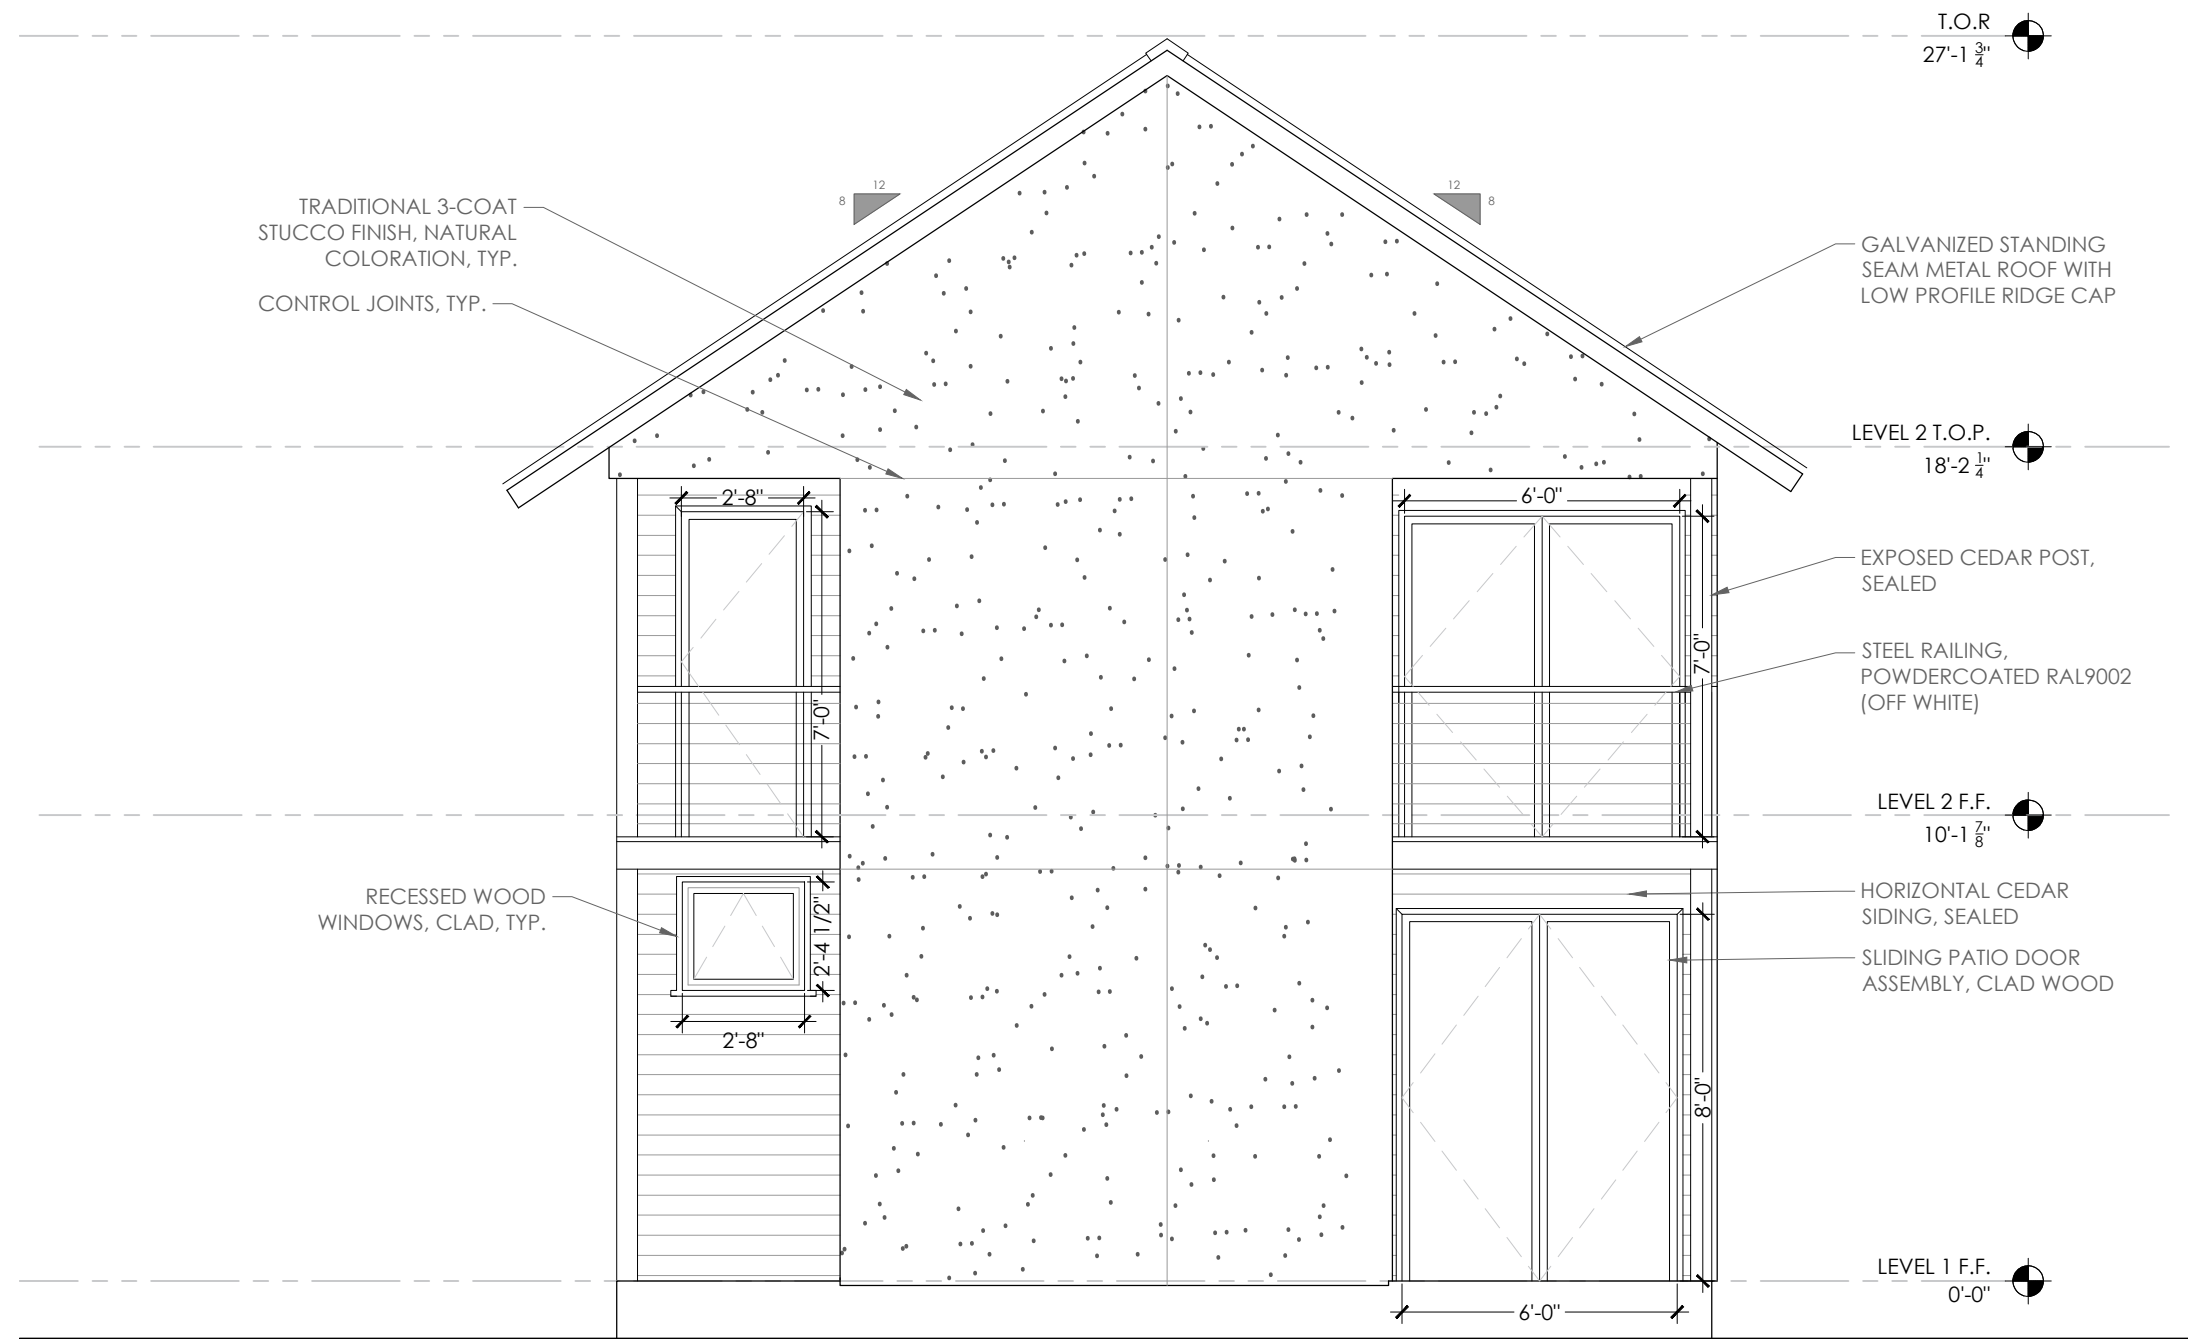 T.O.R
27'-1 3/4"
12
8
12
8
TRADITIONAL 3-COAT
STUCCO FINISH, NATURAL
COLORATION, TYP.
CONTROL JOINTS, TYP.
GALVANIZED STANDING
SEAM METAL ROOF WITH
LOW PROFILE RIDGE CAP
LEVEL 2 T.O.P.
18'-2 1/4"
2'-8"
6'-0"
EXPOSED CEDAR POST,
SEALED
7'-0"
7'-0"
STEEL RAILING,
POWDERCOATED RAL9002
(OFF WHITE)
LEVEL 2 F.F.
10'-1 7/8"
RECESSED WOOD
WINDOWS, CLAD, TYP.
2'-4 1/2"
2'-8"
HORIZONTAL CEDAR
SIDING, SEALED
SLIDING PATIO DOOR
ASSEMBLY, CLAD WOOD
8'-0"
6'-0"
LEVEL 1 F.F.
0'-0"